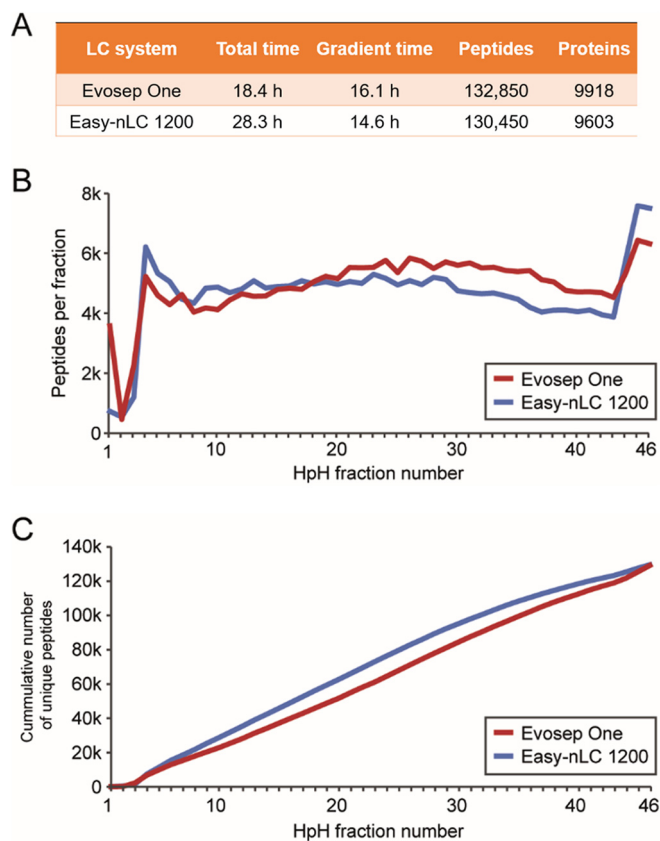 A
LC system Total time Gradient time Peptides Proteins
Evosep One 18.4 h 16.1 h 132,850 9918
Easy-nLC 1200 28.3 h 14.6 h 130,450 9603
B
Peptides per fraction
8k
6k
4k
2k
0
Evosep One
Easy-nLC 1200
1 10 20 30 40 46
HpH fraction number
C
Cummulative number
of unique peptides
140k
120k
100k
80k
60k
40k
20k
0
Evosep One
Easy-nLC 1200
1 10 20 30 40 46
HpH fraction number